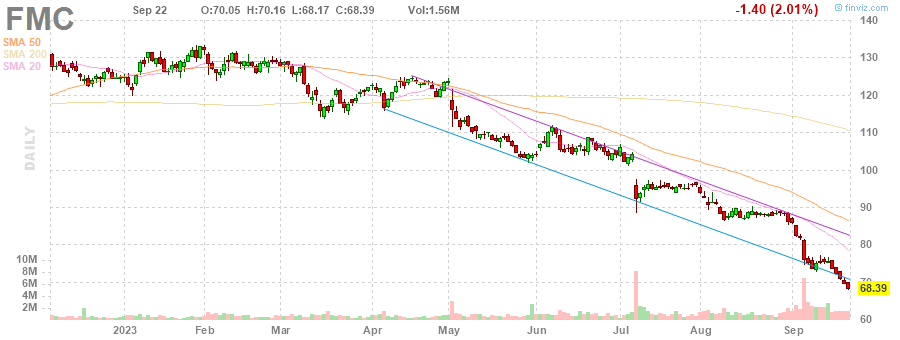 FMC Sep 22 O:70.05 H:70.16 L:68.17 C:68.39 Vol:1.56M -1.40 (2.01%) © finviz.com
SMA 50
SMA 200
SMA 20
DAILY
140
130
120
110
100
90
80
70
68.39
60
10M
8M
6M
4M
2M
2023 Feb Mar Apr May Jun Jul Aug Sep